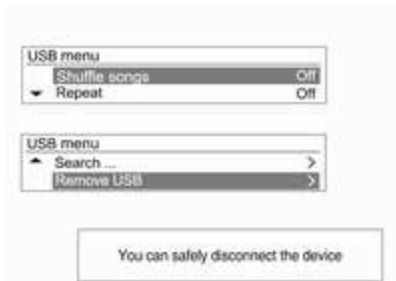 USB menu
Shuffle songs Off
Repeat Off
USB menu
Search ... >
Remove USB >
You can safely disconnect the device